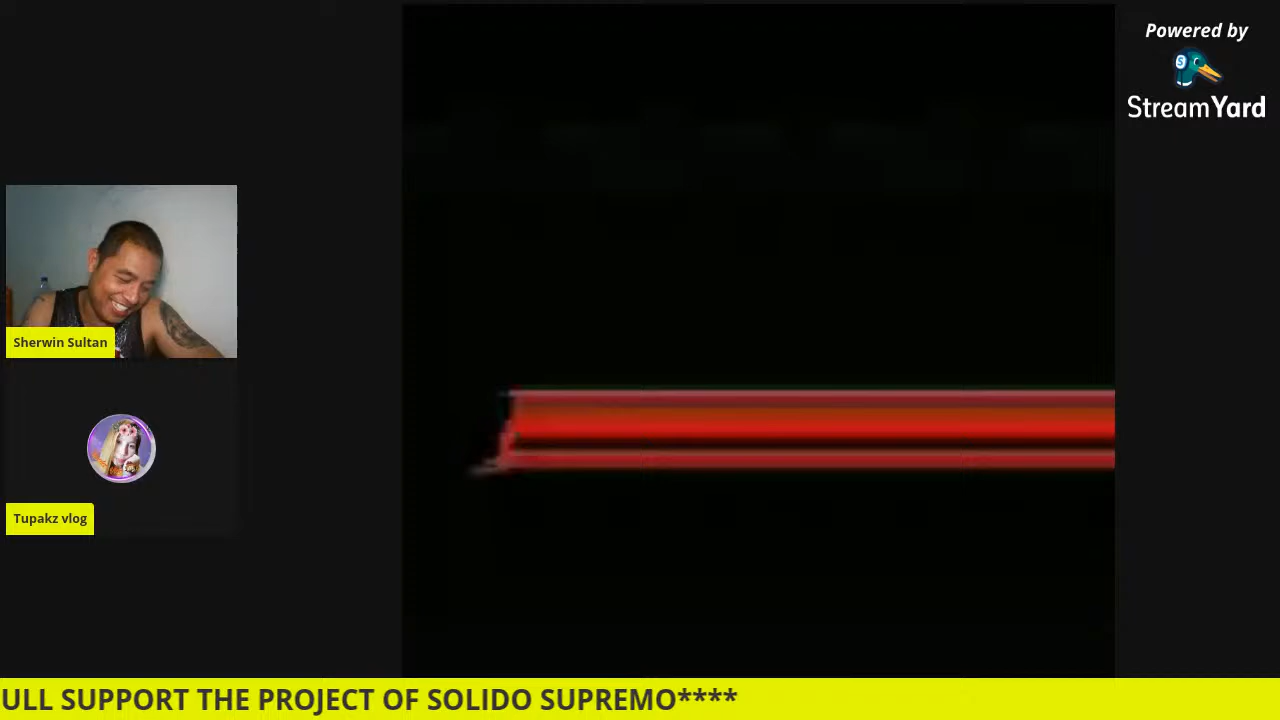 Powered by
StreamYard
Sherwin Sultan
Tupakz vlog
ULL SUPPORT THE PROJECT OF SOLIDO SUPREMO****